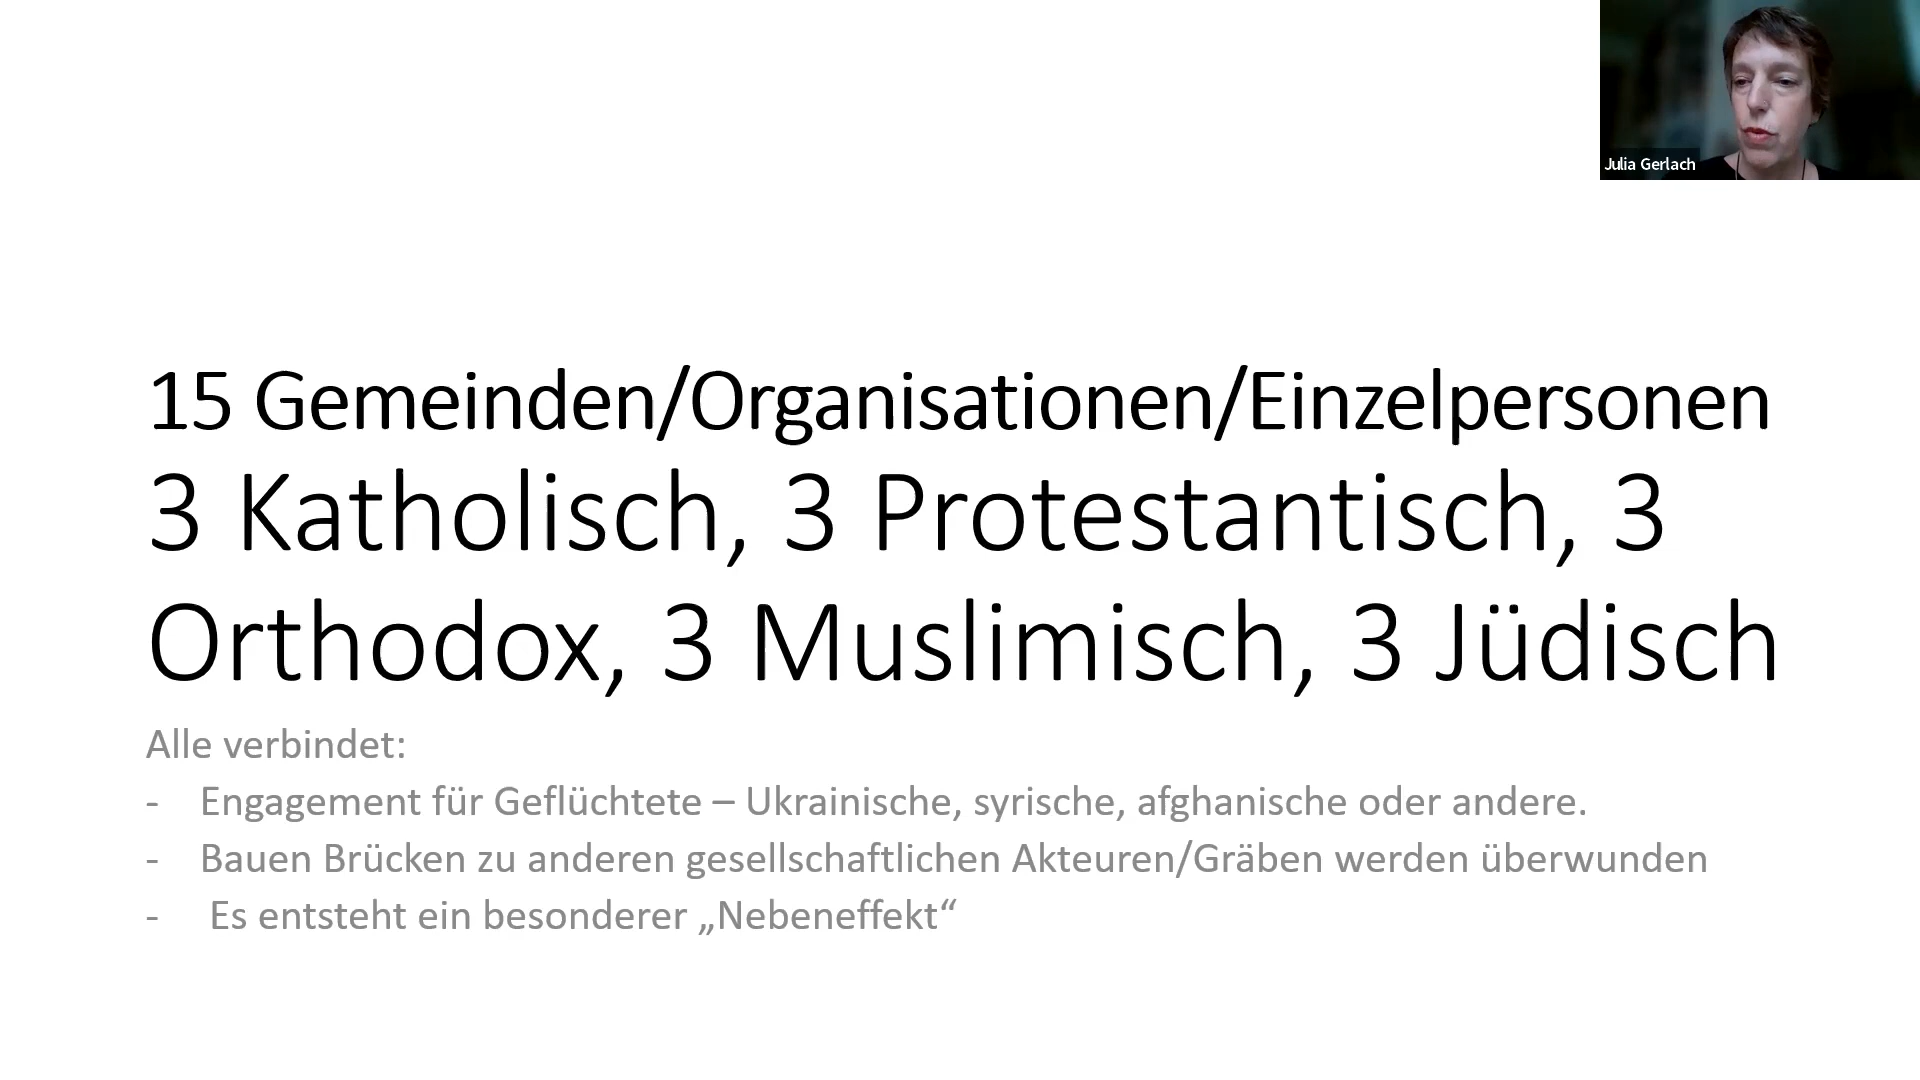 Julia Gerlach
15 Gemeinden/Organisationen/Einzelpersonen
3 Katholisch, 3 Protestantisch, 3
Orthodox, 3 Muslimisch, 3 Jüdisch
Alle verbindet:
- Engagement für Geflüchtete – Ukrainische, syrische, afghanische oder andere.
- Bauen Brücken zu anderen gesellschaftlichen Akteuren/Gräben werden überwunden
- Es entsteht ein besonderer „Nebeneffekt“